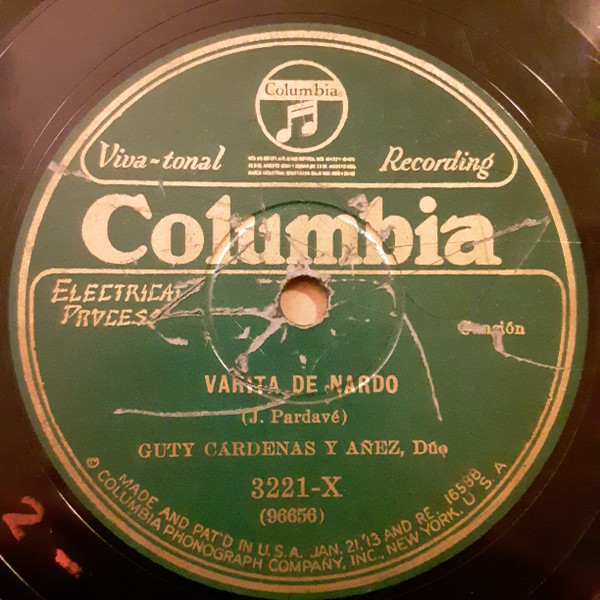 Columbia
Viva-tonal Recording
Columbia
ELECTRICAL
PROCESS
Canción
VARITA DE NARDO
(J. Pardavé)
GUTY CÁRDENAS Y AÑEZ, Dúo
3221-X
(96656)
MADE AND PAT'D IN U.S.A. JAN. 21, '13 AND RE. 16588
© COLUMBIA PHONOGRAPH COMPANY, INC., NEW YORK, U.S.A
2